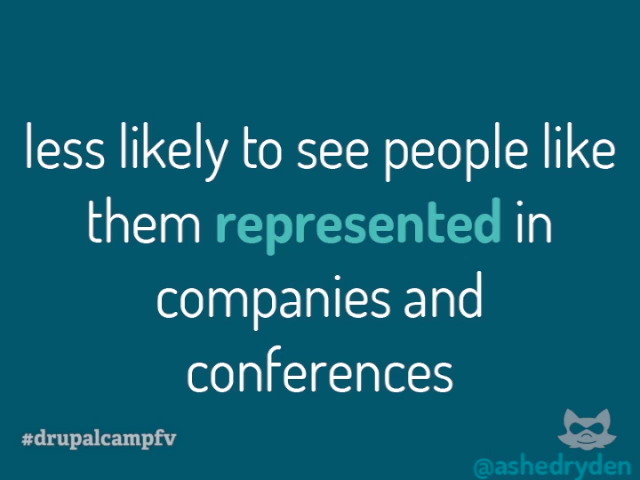 less likely to see people like
them represented in
companies and
conferences
#drupalcampfv
@ashedryden